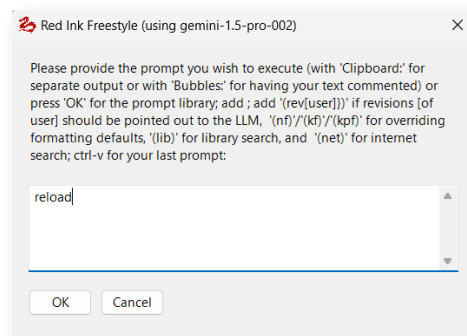 Red Ink Freestyle (using gemini-1.5-pro-002)
Please provide the prompt you wish to execute (with 'Clipboard:' for
separate output or with 'Bubbles:' for having your text commented) or
press 'OK' for the prompt library; add ; add '(rev[user]})' if revisions [of
user] should be pointed out to the LLM,  '(nf)'/'(kf)'/'(kpf)' for overriding
formatting defaults, '(lib)' for library search, and  '(net)' for internet
search; ctrl-v for your last prompt:
reload
OK Cancel